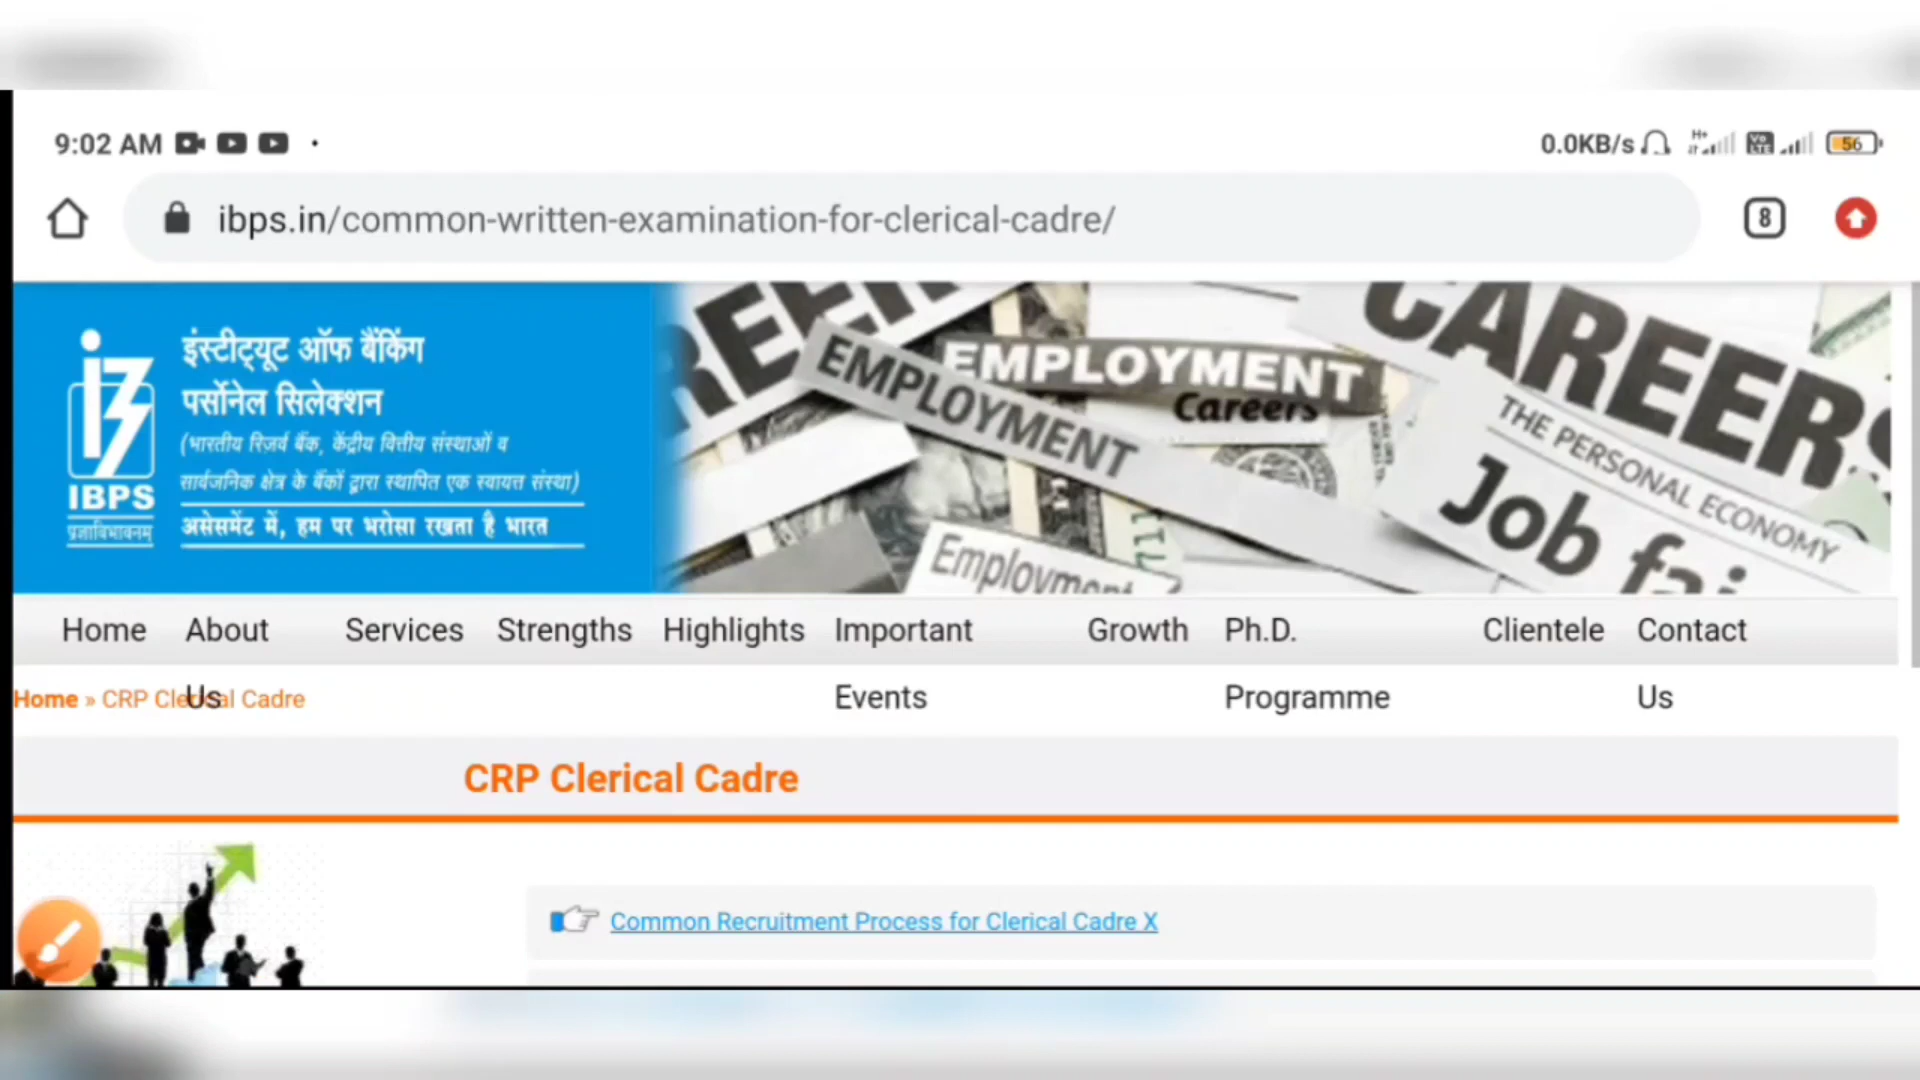 9:02 AM
0.0KB/s
H+
Vo
LTE
56
ibps.in/common-written-examination-for-clerical-cadre/
8
इंस्टीट्यूट ऑफ बैंकिंग
पर्सोनेल सिलेक्शन
(भारतीय रिज़र्व बैंक, केंद्रीय वित्तीय संस्थाओं व
सार्वजनिक क्षेत्र के बैंकों द्वारा स्थापित एक स्वायत्त संस्था)
असेसमेंट में, हम पर भरोसा रखता है भारत
IBPS
EMPLOYMENT
EMPLOYMENT
Careers
CAREERS
THE PERSONAL ECONOMY
Job fai
Employment
Home About Us Services Strengths Highlights Important Events Growth Ph.D. Programme Clientele Contact Us
Home » CRP Clerical Cadre
CRP Clerical Cadre
Common Recruitment Process for Clerical Cadre X